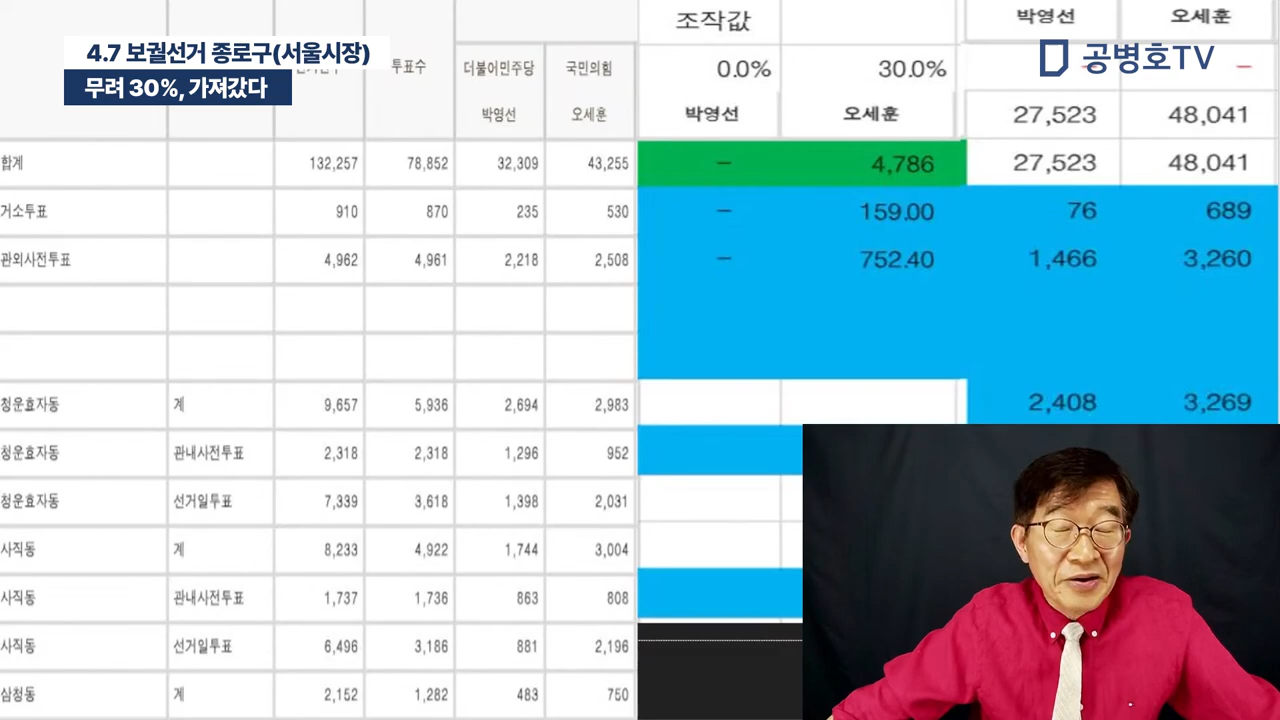 4.7 보궐선거 종로구(서울시장)
무려 30%, 가져갔다
공병호TV
투표수 더불어민주당 국민의힘
박영선 오세훈
조작값 박영선 오세훈
0.0% 30.0% –
박영선 오세훈 27,523 48,041
합계 132,257 78,852 32,309 43,255 – 4,786 27,523 48,041
거소투표 910 870 235 530 – 159.00 76 689
관외사전투표 4,962 4,961 2,218 2,508 – 752.40 1,466 3,260
청운효자동 계 9,657 5,936 2,694 2,983 2,408 3,269
청운효자동 관내사전투표 2,318 2,318 1,296 952
청운효자동 선거일투표 7,339 3,618 1,398 2,031
사직동 계 8,233 4,922 1,744 3,004
사직동 관내사전투표 1,737 1,736 863 808
사직동 선거일투표 6,496 3,186 881 2,196
삼청동 계 2,152 1,282 483 750